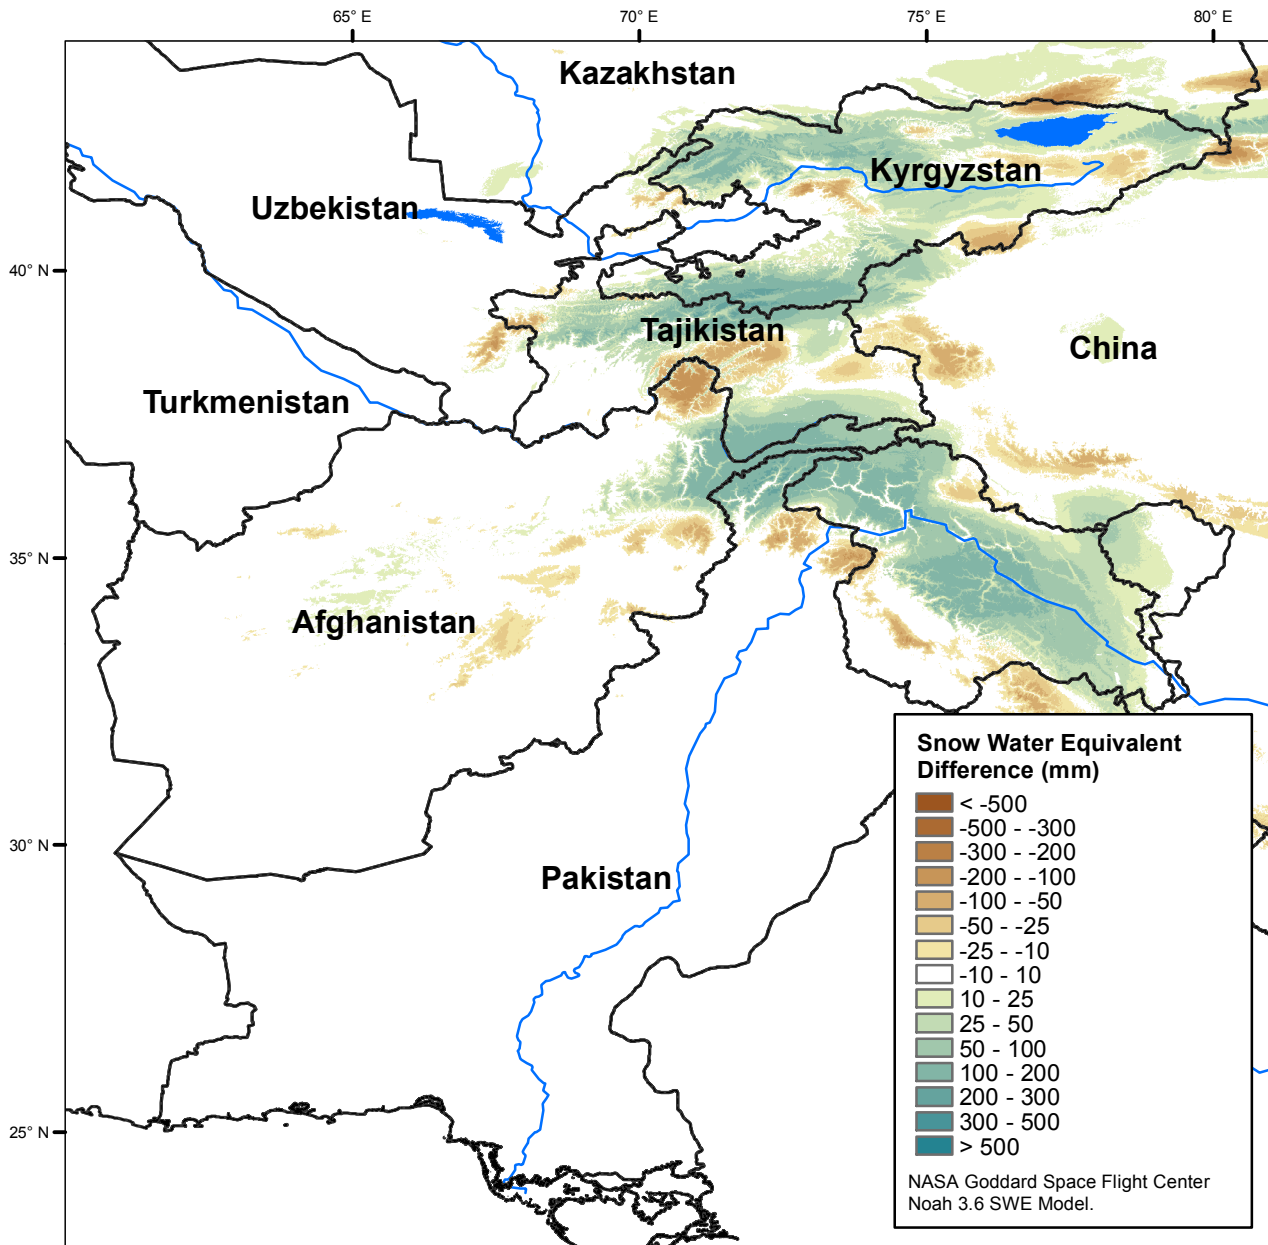 65° E
70° E
75° E
80° E
Kazakhstan
Kyrgyzstan
Uzbekistan
40° N
Tajikistan
China
Turkmenistan
35° N
Afghanistan
30° N
Pakistan
25° N
Snow Water Equivalent
Difference (mm)
< -500
-500 - -300
-300 - -200
-200 - -100
-100 - -50
-50 - -25
-25 - -10
-10 - 10
10 - 25
25 - 50
50 - 100
100 - 200
200 - 300
300 - 500
> 500
NASA Goddard Space Flight Center
Noah 3.6 SWE Model.